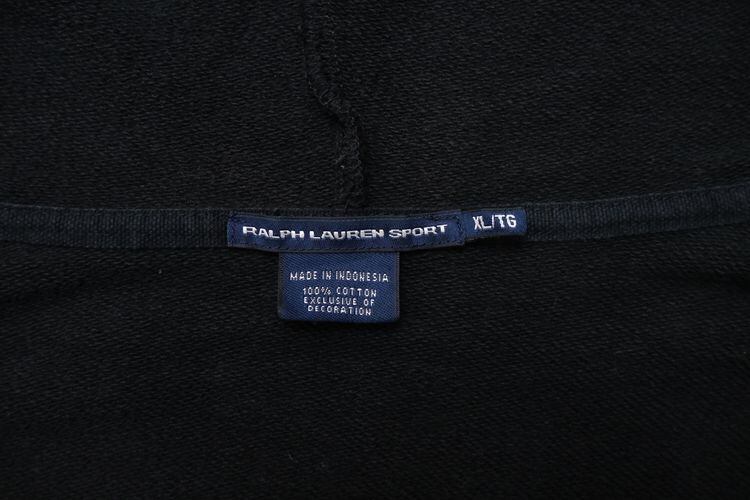 RALPH LAUREN SPORT
XL/TG
MADE IN INDONESIA
100% COTTON
EXCLUSIVE OF
DECORATION